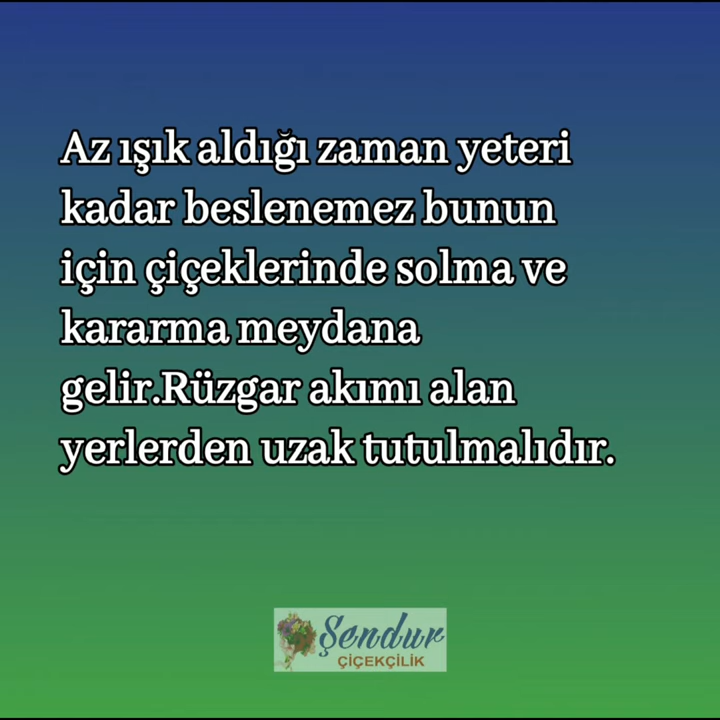 Az ışık aldığı zaman yeteri
kadar beslenemez bunun
için çiçeklerinde solma ve
kararma meydana
gelir.Rüzgar akımı alan
yerlerden uzak tutulmalıdır.
Şendur
ÇİÇEKÇİLİK